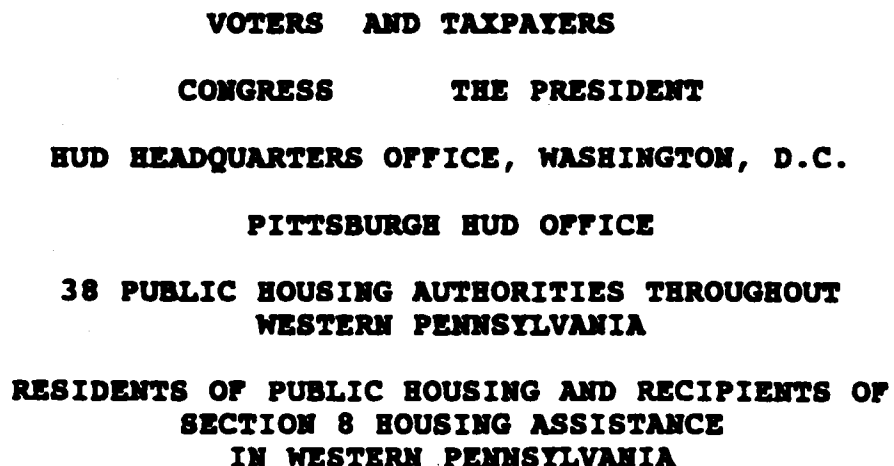 VOTERS AND TAXPAYERS
CONGRESS THE PRESIDENT
HUD HEADQUARTERS OFFICE, WASHINGTON, D.C.
PITTSBURGH HUD OFFICE
38 PUBLIC HOUSING AUTHORITIES THROUGHOUT
WESTERN PENNSYLVANIA
RESIDENTS OF PUBLIC HOUSING AND RECIPIENTS OF
SECTION 8 HOUSING ASSISTANCE
IN WESTERN PENNSYLVANIA